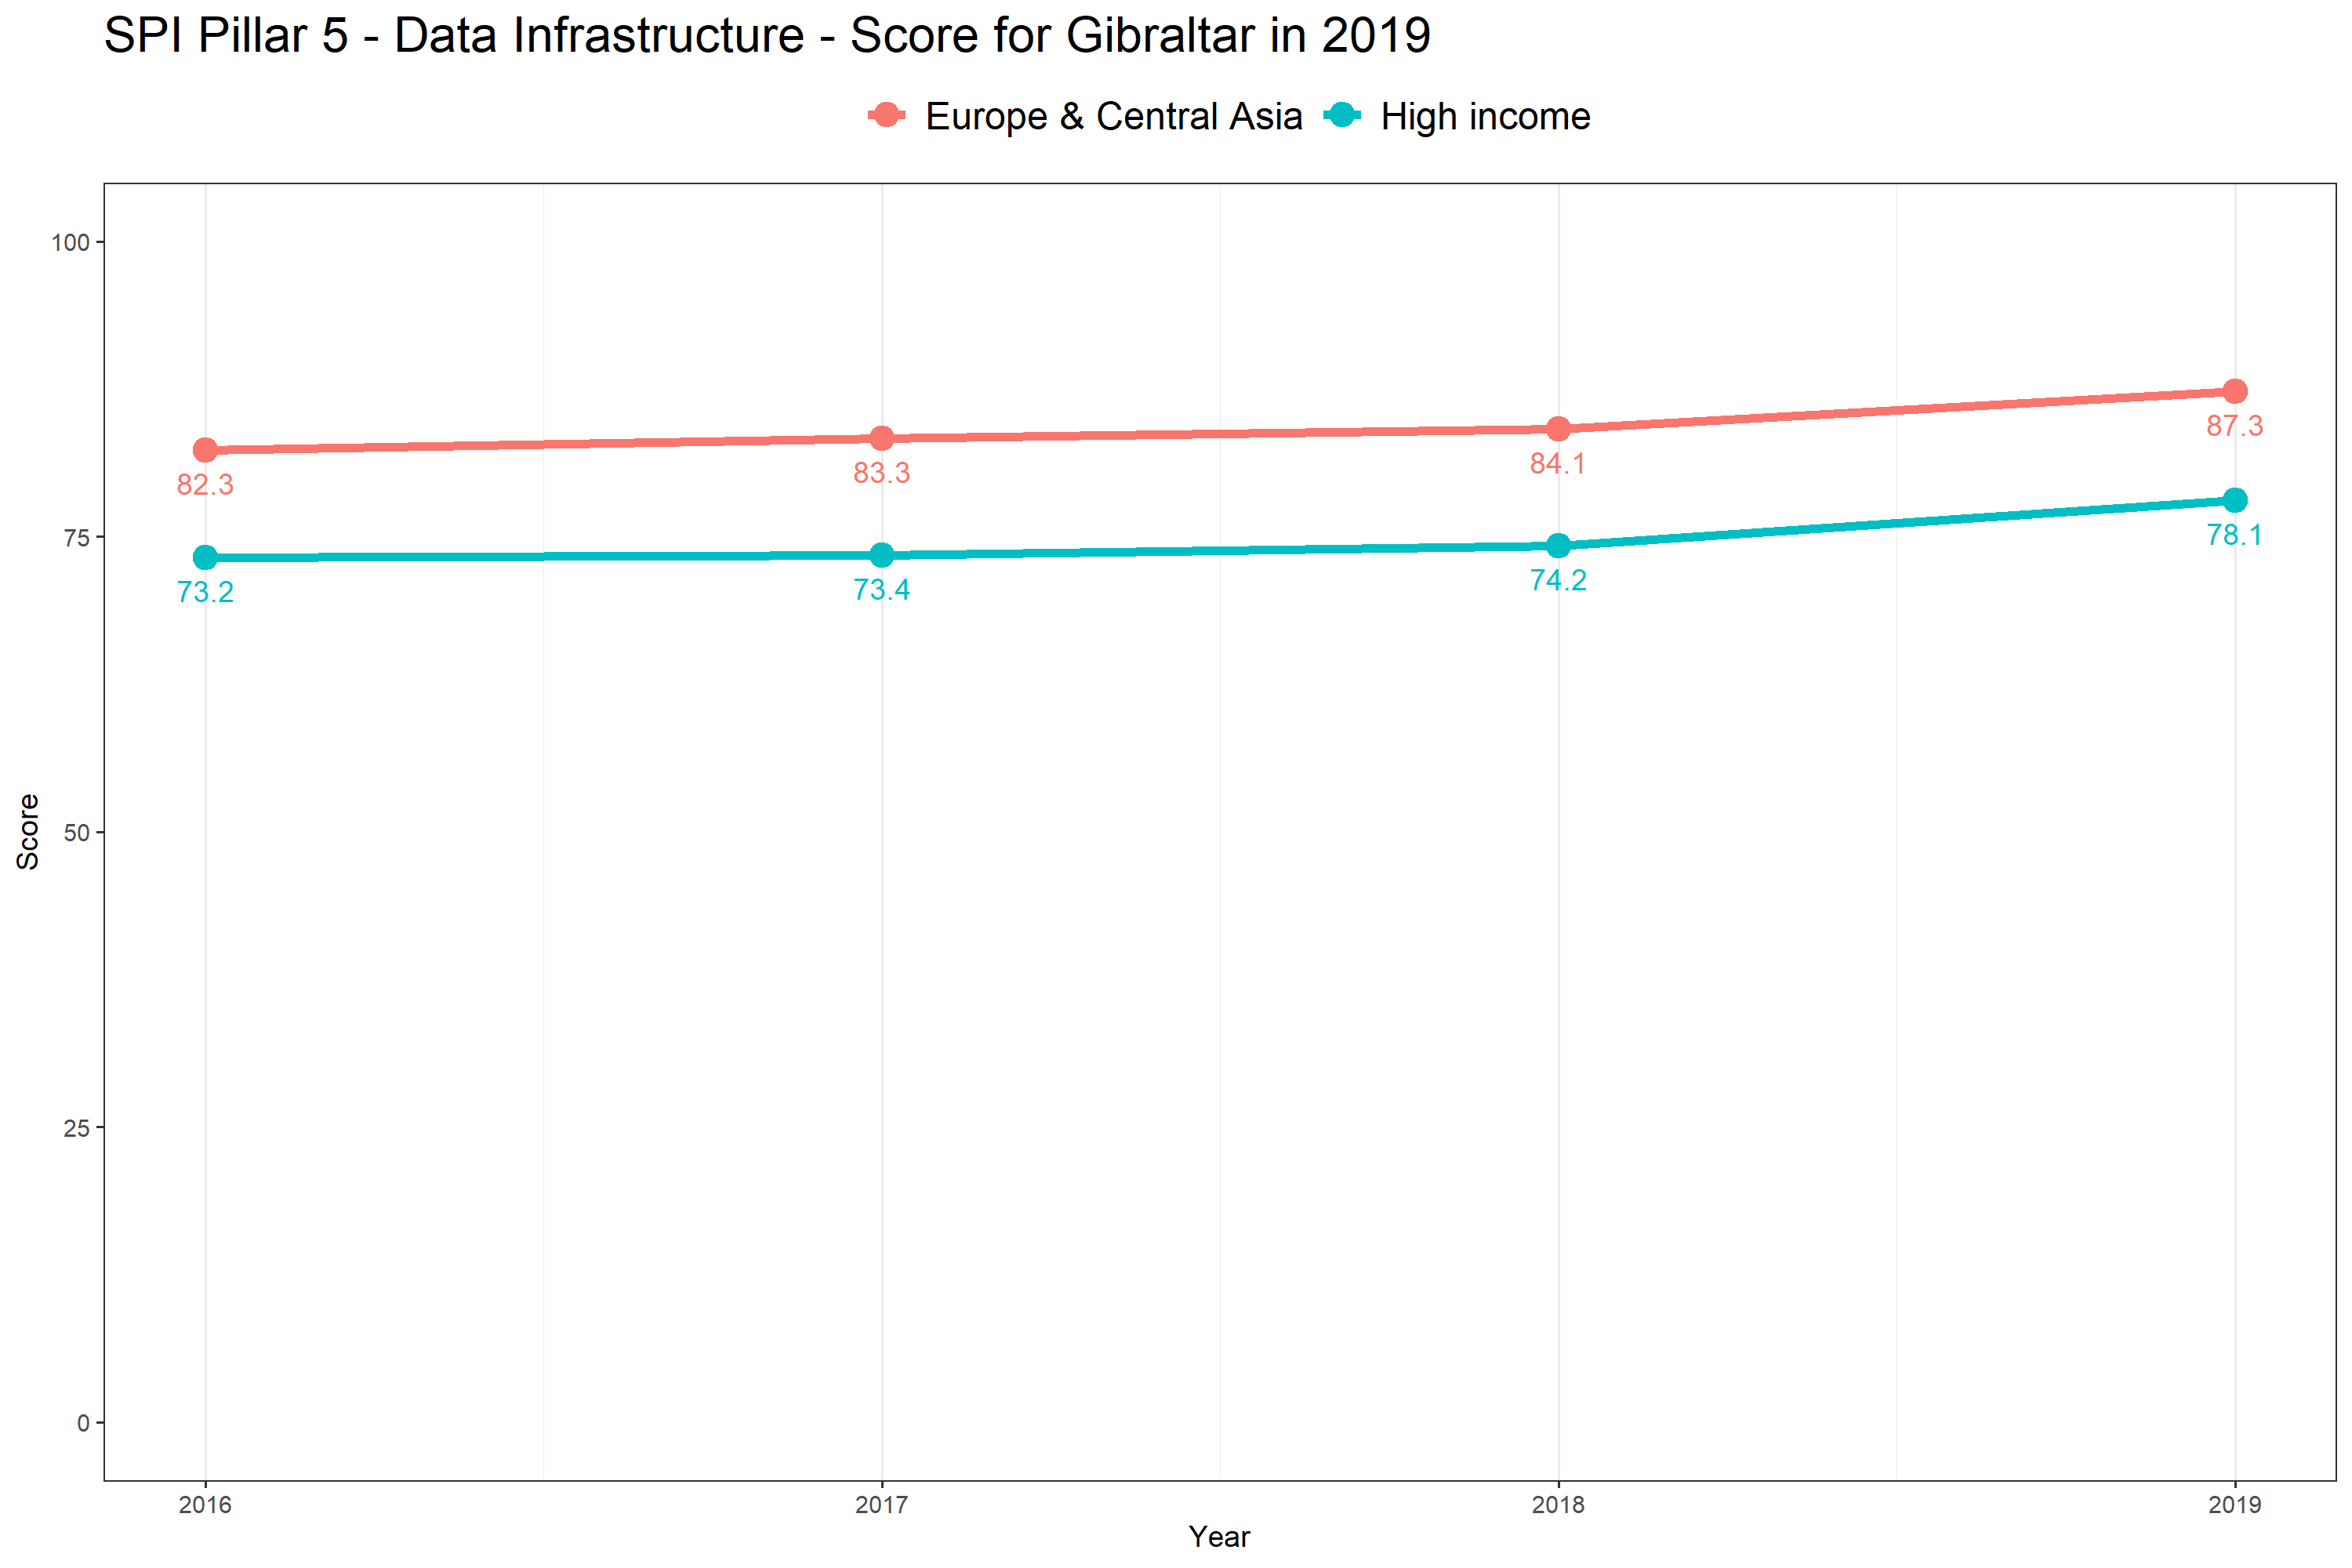 SPI Pillar 5 - Data Infrastructure - Score for Gibraltar in 2019
Europe & Central Asia High income
100
75
50
25
0
Score
82.3 83.3 84.1 87.3
73.2 73.4 74.2 78.1
2016 2017 2018 2019
Year